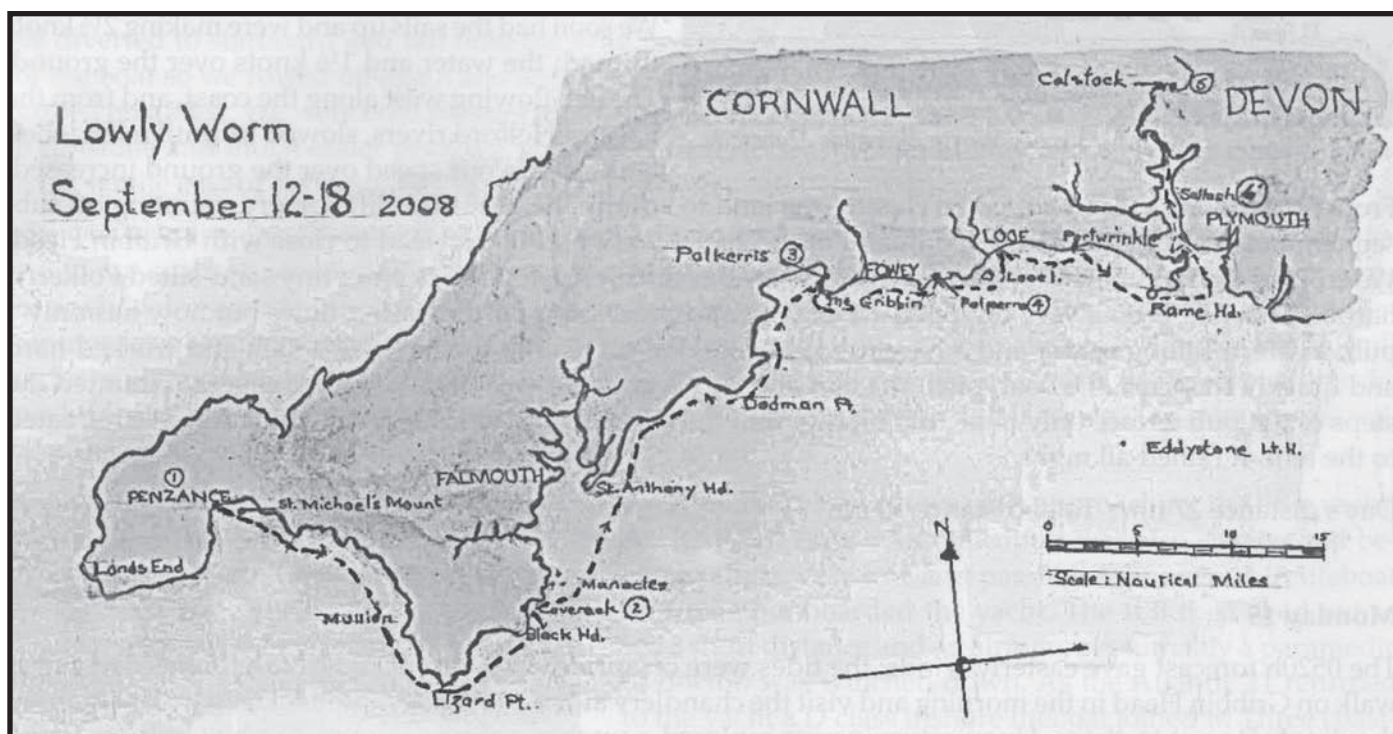 Lowly Worm
September 12-18 2008
CORNWALL
DEVON
Calstock
5
Saltash 4
PLYMOUTH
LOOE
Portwrinkle
Polkerris 3
FOWEY
The Gribbin
Polperro 4
Looe I.
Rame Hd.
Dodman Pt.
Eddystone Lt. H.
1
PENZANCE
St. Michael's Mount
FALMOUTH
St. Anthony Hd.
Lands End
Manacles
Coverack 2
Black Hd.
Mullion
Lizard Pt.
N
0 5 10 15
Scale : Nautical Miles